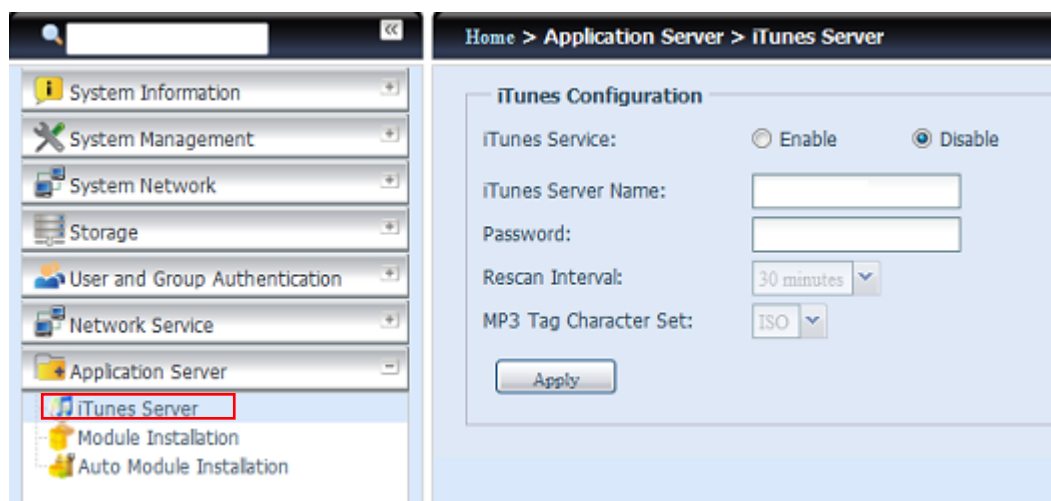 Home > Application Server > iTunes Server
System Information
System Management
System Network
Storage
User and Group Authentication
Network Service
Application Server
iTunes Server
Module Installation
Auto Module Installation
iTunes Configuration
iTunes Service: Enable Disable
iTunes Server Name:
Password:
Rescan Interval: 30 minutes
MP3 Tag Character Set: ISO
Apply